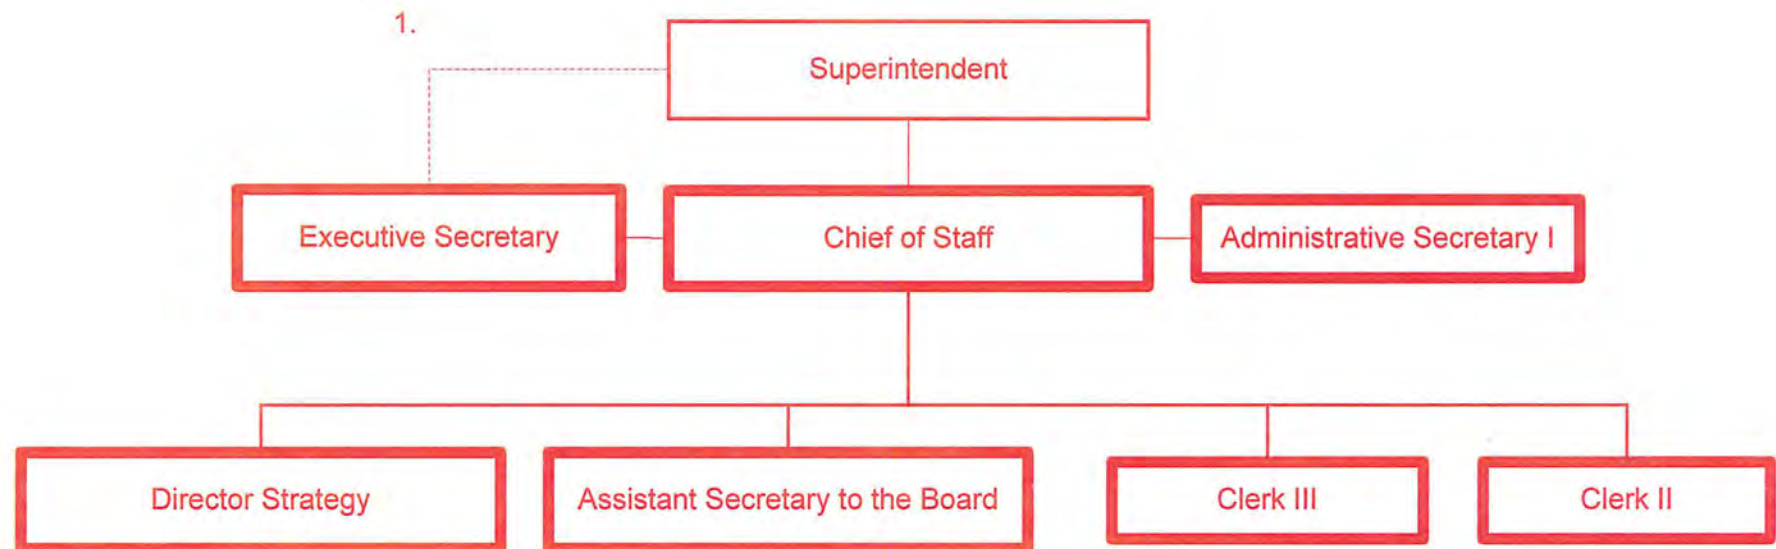 1.
Superintendent
Executive Secretary
Chief of Staff
Administrative Secretary I
Director Strategy
Assistant Secretary to the Board
Clerk III
Clerk II